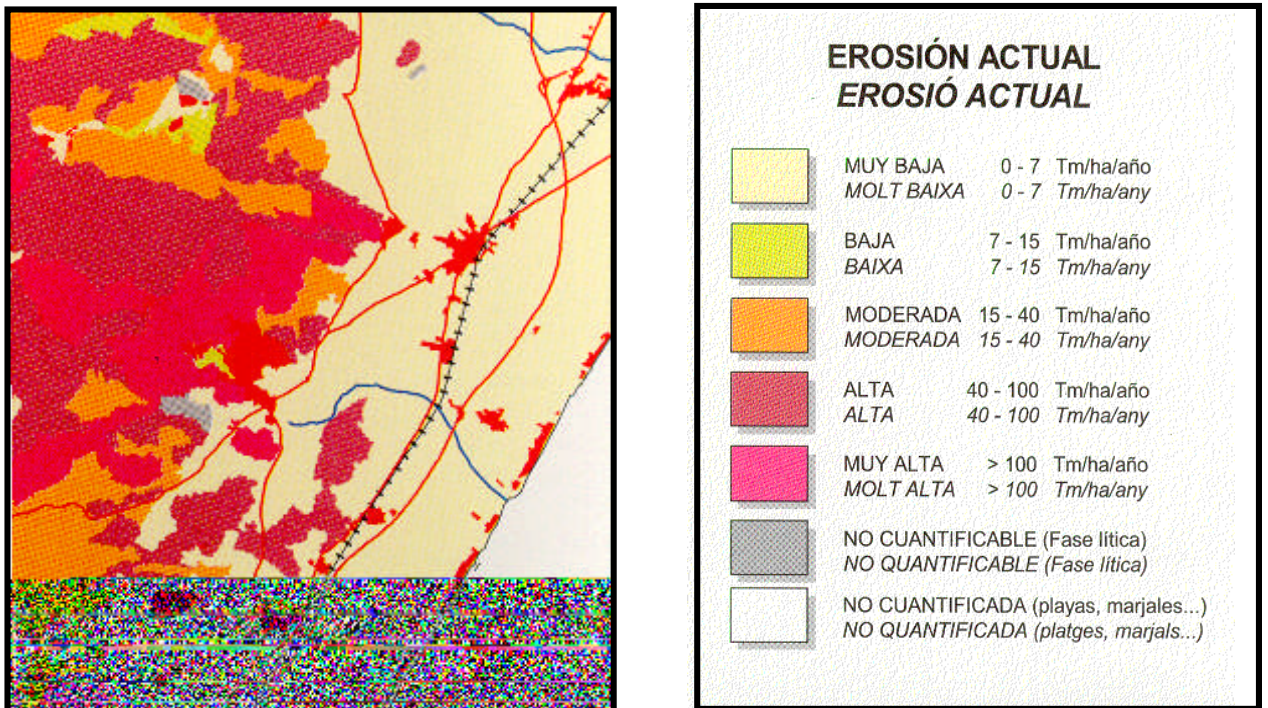 EROSIÓN ACTUAL
EROSIÓ ACTUAL
MUY BAJA 0 - 7 Tm/ha/año
MOLT BAIXA 0 - 7 Tm/ha/any
BAJA 7 - 15 Tm/ha/año
BAIXA 7 - 15 Tm/ha/any
MODERADA 15 - 40 Tm/ha/año
MODERADA 15 - 40 Tm/ha/any
ALTA 40 - 100 Tm/ha/año
ALTA 40 - 100 Tm/ha/any
MUY ALTA > 100 Tm/ha/año
MOLT ALTA > 100 Tm/ha/any
NO CUANTIFICABLE (Fase lítica)
NO QUANTIFICABLE (Fase lítica)
NO CUANTIFICADA (playas, marjales...)
NO QUANTIFICADA (platges, marjals...)